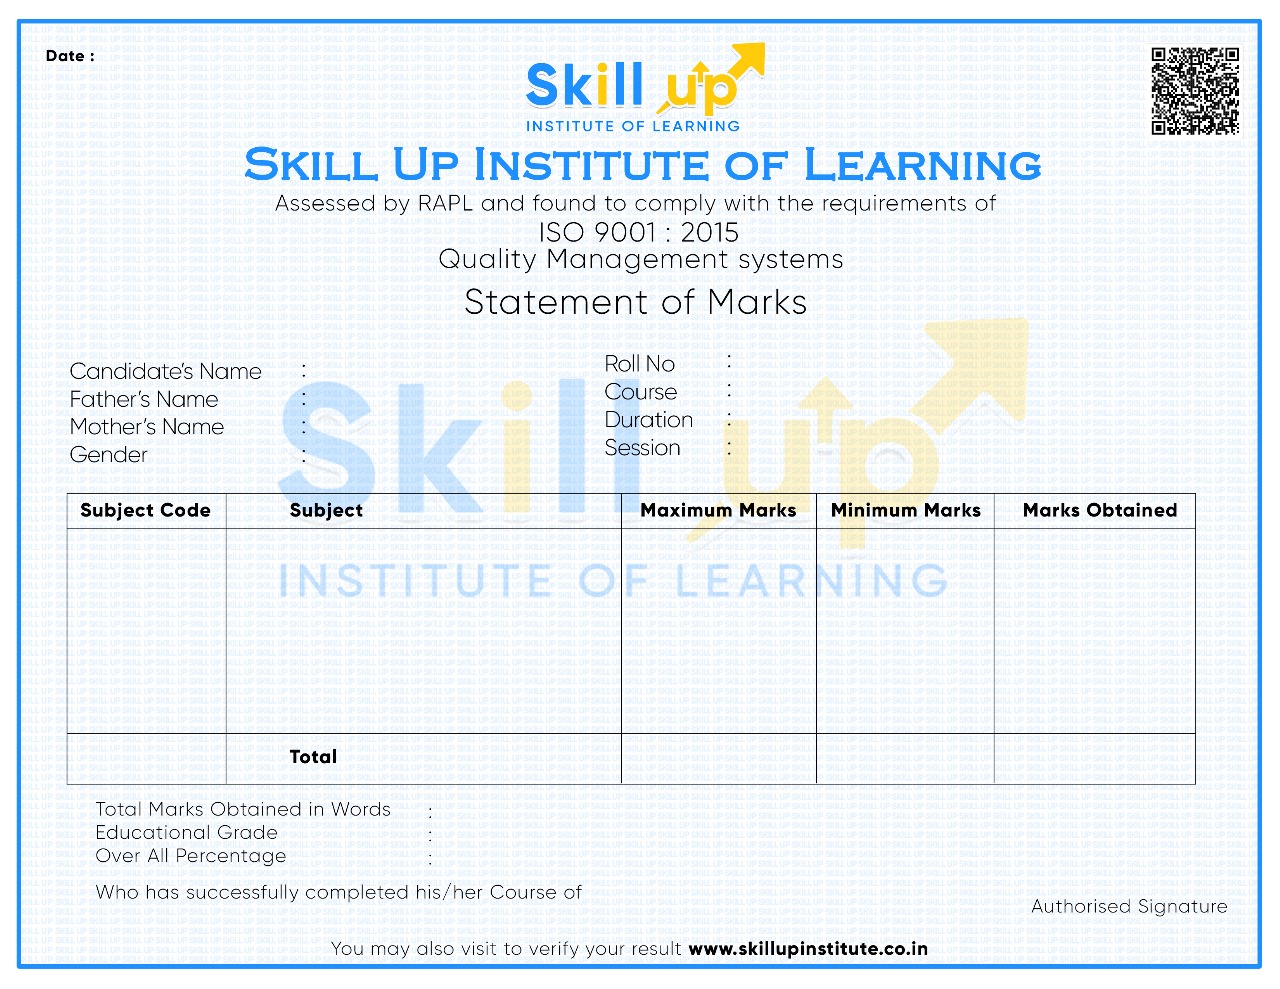 Date :
Skill up
INSTITUTE OF LEARNING
SKILL UP INSTITUTE OF LEARNING
Assessed by RAPL and found to comply with the requirements of
ISO 9001 : 2015
Quality Management systems
Statement of Marks
Candidate's Name :
Father's Name :
Mother's Name :
Gender :
Roll No :
Course :
Duration :
Session :
Skill up
INSTITUTE OF LEARNING
Subject Code Subject Maximum Marks Minimum Marks Marks Obtained
Total
Total Marks Obtained in Words :
Educational Grade :
Over All Percentage :
Who has successfully completed his/her Course of
Authorised Signature
You may also visit to verify your result www.skillupinstitute.co.in